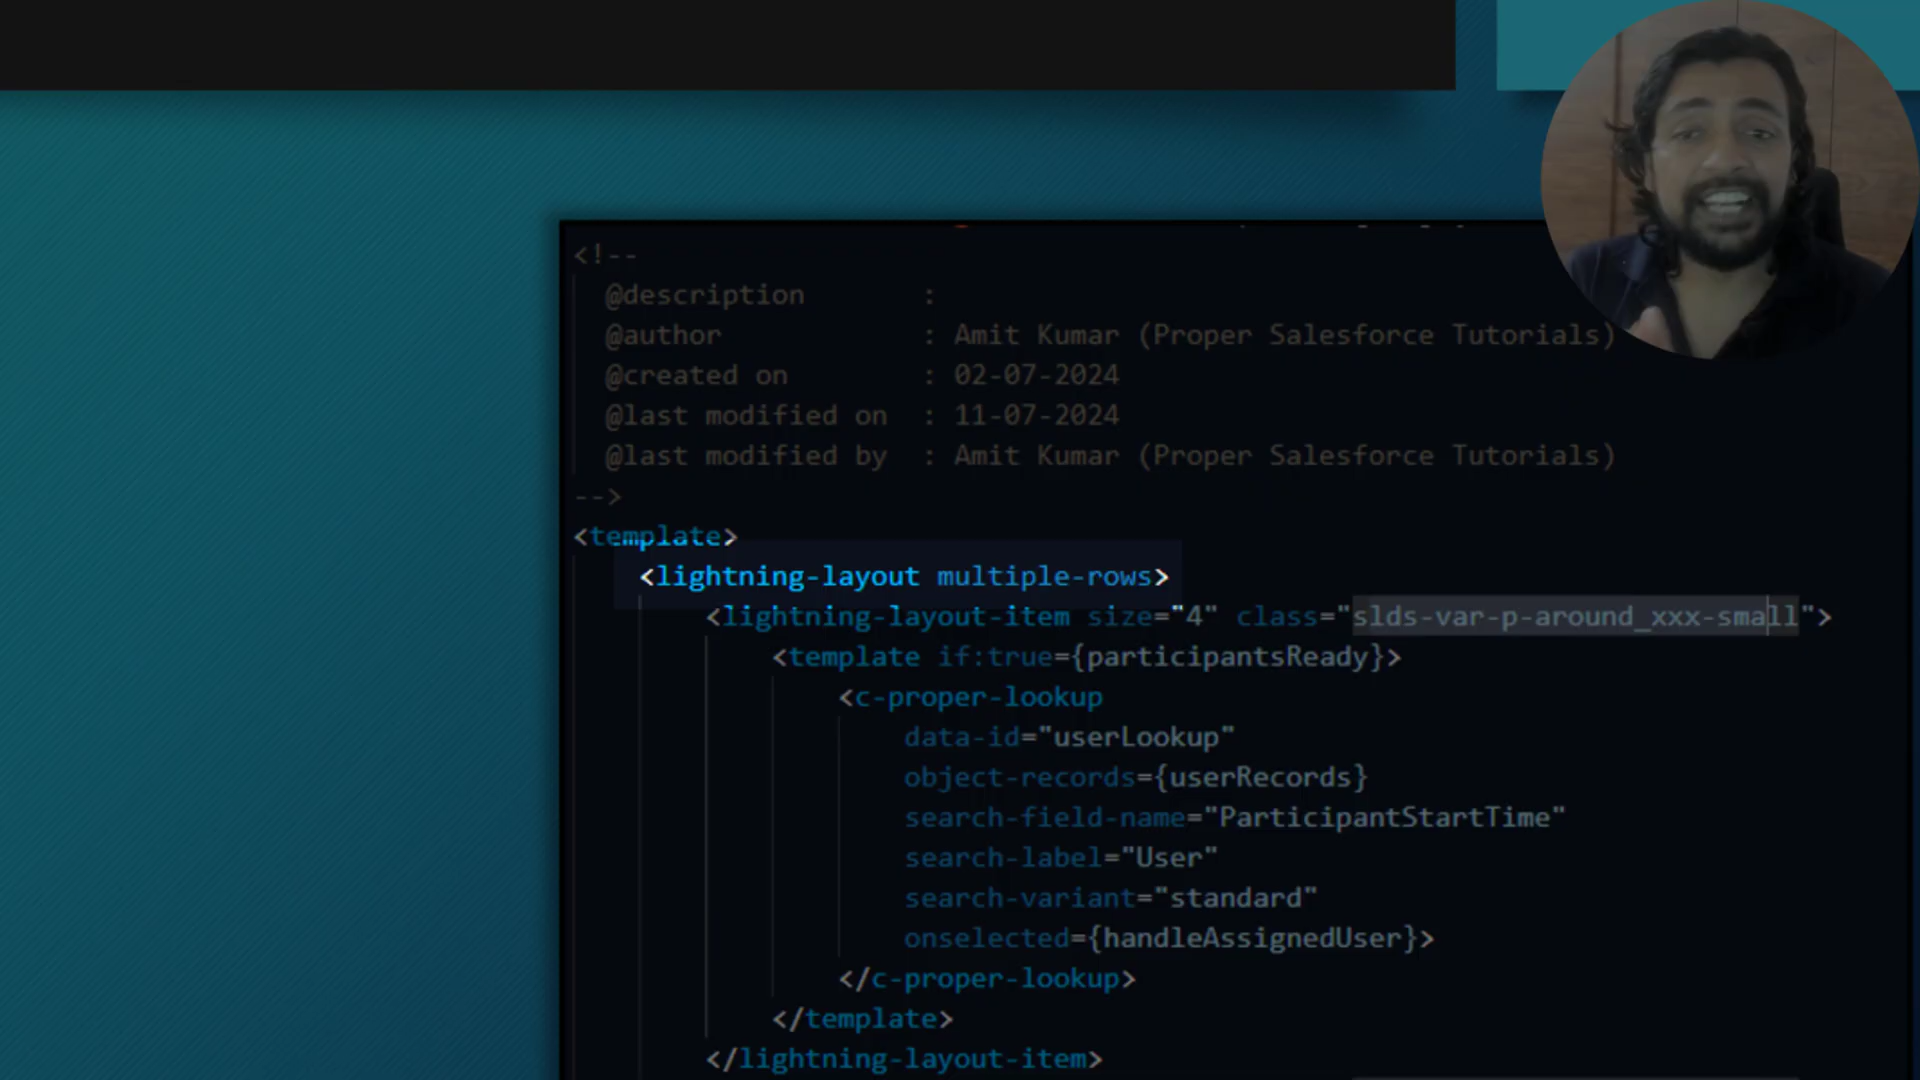 <!--
@description :
@author : Amit Kumar (Proper Salesforce Tutorials)
@created on : 02-07-2024
@last modified on : 11-07-2024
@last modified by : Amit Kumar (Proper Salesforce Tutorials)
-->
<template>
<lightning-layout multiple-rows>
<lightning-layout-item size="4" class="slds-var-p-around_xxx-small">
<template if:true={participantsReady}>
<c-proper-lookup
data-id="userLookup"
object-records={userRecords}
search-field-name="ParticipantStartTime"
search-label="User"
search-variant="standard"
onselected={handleAssignedUser}>
</c-proper-lookup>
</template>
</lightning-layout-item>